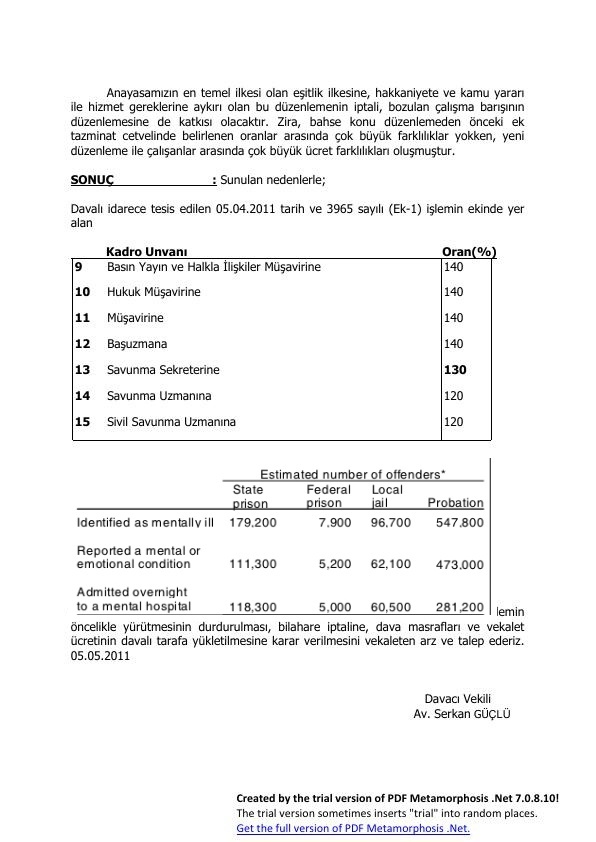 Anayasamızın en temel ilkesi olan eşitlik ilkesine, hakkaniyete ve kamu yararı
ile hizmet gereklerine aykırı olan bu düzenlemenin iptali, bozulan çalışma barışının
düzenlemesine de katkısı olacaktır. Zira, bahse konu düzenlemeden önceki ek
tazminat cetvelinde belirlenen oranlar arasında çok büyük farklılıklar yokken, yeni
düzenleme ile çalışanlar arasında çok büyük ücret farklılıkları oluşmuştur.
SONUÇ : Sunulan nedenlerle;
Davalı idarece tesis edilen 05.04.2011 tarih ve 3965 sayılı (Ek-1) işlemin ekinde yer
alan
Kadro Unvanı Oran(%)
9 Basın Yayın ve Halkla İlişkiler Müşavirine 140
10 Hukuk Müşavirine 140
11 Müşavirine 140
12 Başuzmana 140
13 Savunma Sekreterine 130
14 Savunma Uzmanına 120
15 Sivil Savunma Uzmanına 120
Estimated number of offenders*
State Federal Local
prison prison jail Probation
Identified as mentally ill 179,200 7,900 96,700 547,800
Reported a mental or
emotional condition 111,300 5,200 62,100 473,000
Admitted overnight
to a mental hospital 118,300 5,000 60,500 281,200
lemin
öncelikle yürütmesinin durdurulması, bilahare iptaline, dava masrafları ve vekalet
ücretinin davalı tarafa yükletilmesine karar verilmesini vekaleten arz ve talep ederiz.
05.05.2011
Davacı Vekili
Av. Serkan GÜÇLÜ
Created by the trial version of PDF Metamorphosis .Net 7.0.8.10!
The trial version sometimes inserts "trial" into random places.
Get the full version of PDF Metamorphosis .Net.